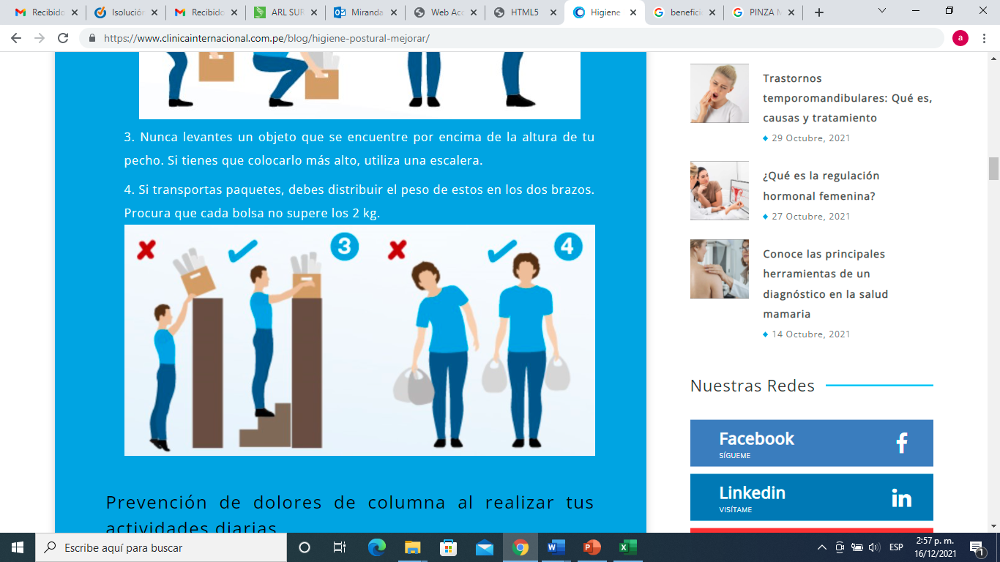 Recibido
Isolución
Recibido
ARL SUR
Miranda
Web Acc
HTML5
Higiene
benefici
PINZA M
https://www.clinicainternacional.com.pe/blog/higiene-postural-mejorar/
a
3. Nunca levantes un objeto que se encuentre por encima de la altura de tu
pecho. Si tienes que colocarlo más alto, utiliza una escalera.
4. Si transportas paquetes, debes distribuir el peso de estos en los dos brazos.
Procura que cada bolsa no supere los 2 kg.
3
4
Prevención de dolores de columna al realizar tus
actividades diarias
Trastornos
temporomandibulares: Qué es,
causas y tratamiento
29 Octubre, 2021
¿Qué es la regulación
hormonal femenina?
27 Octubre, 2021
Conoce las principales
herramientas de un
diagnóstico en la salud
mamaria
14 Octubre, 2021
Nuestras Redes
Facebook
SÍGUEME
Linkedin
VISÍTAME
Escribe aquí para buscar
ESP
2:57 p. m.
16/12/2021
1